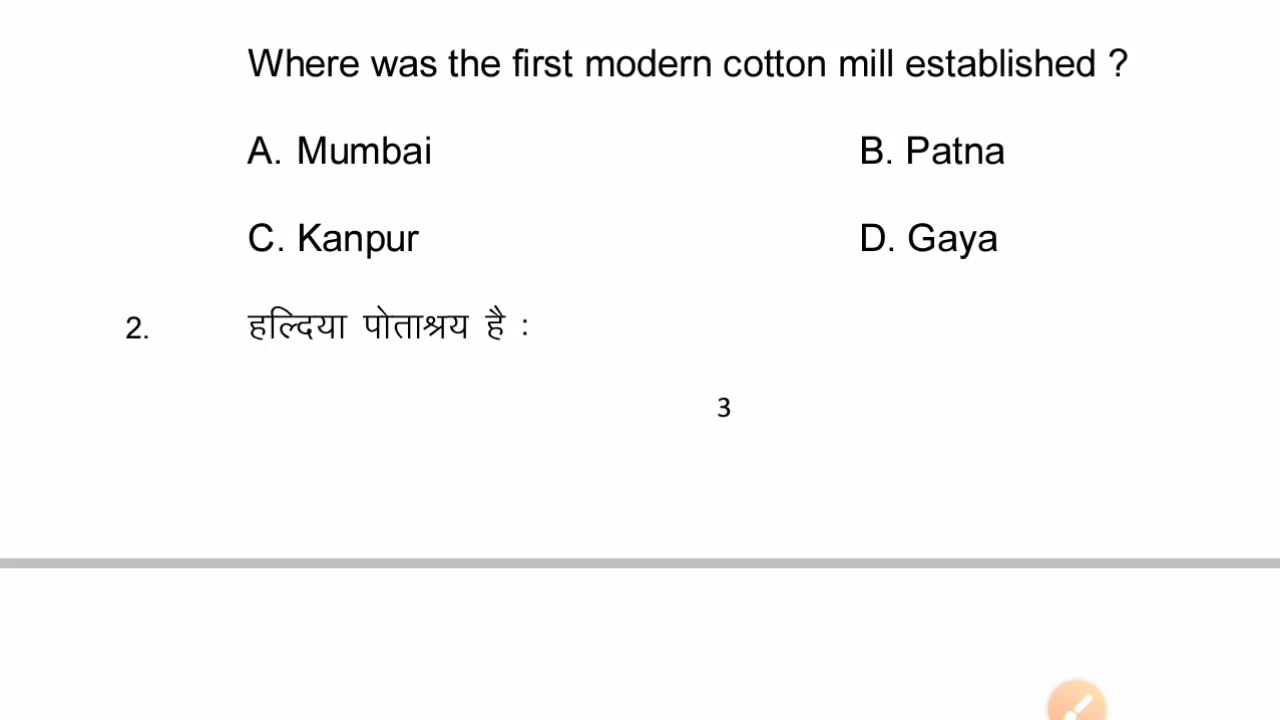 Where was the first modern cotton mill established ?
A. Mumbai B. Patna
C. Kanpur D. Gaya
2. हल्दिया पोताश्रय है :
3